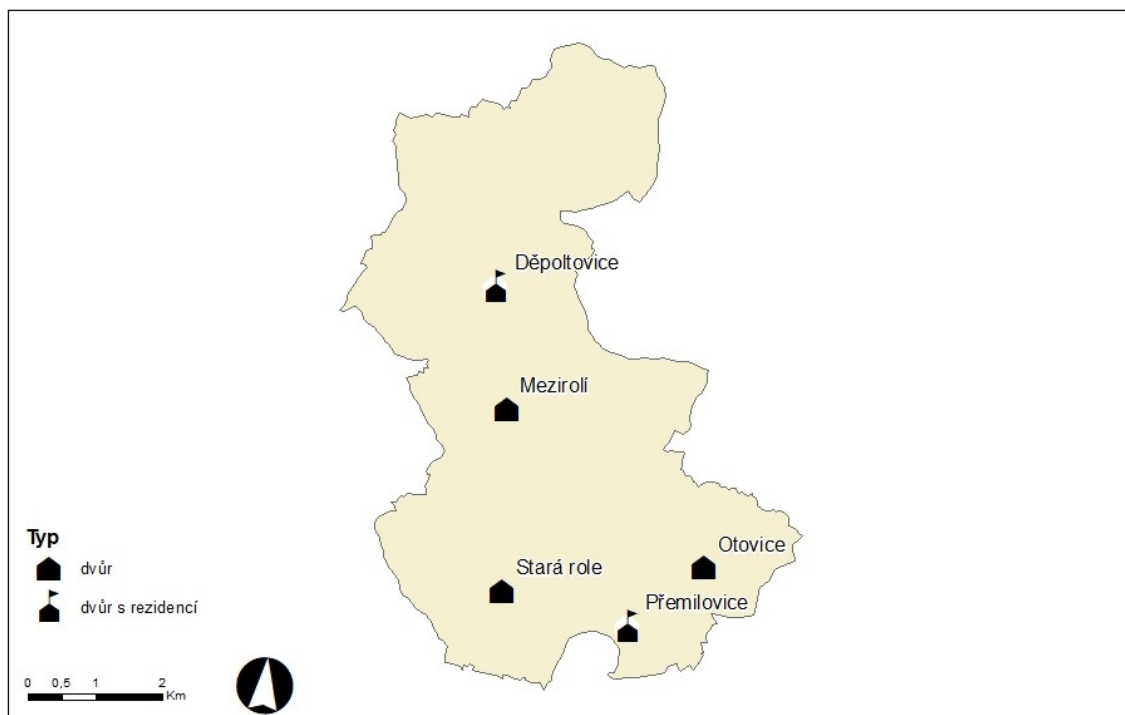 Děpoltovice
Mezirolí
Otovice
Stará role
Přemilovice
Typ
dvůr
dvůr s rezidencí
0 0,5 1 2
Km